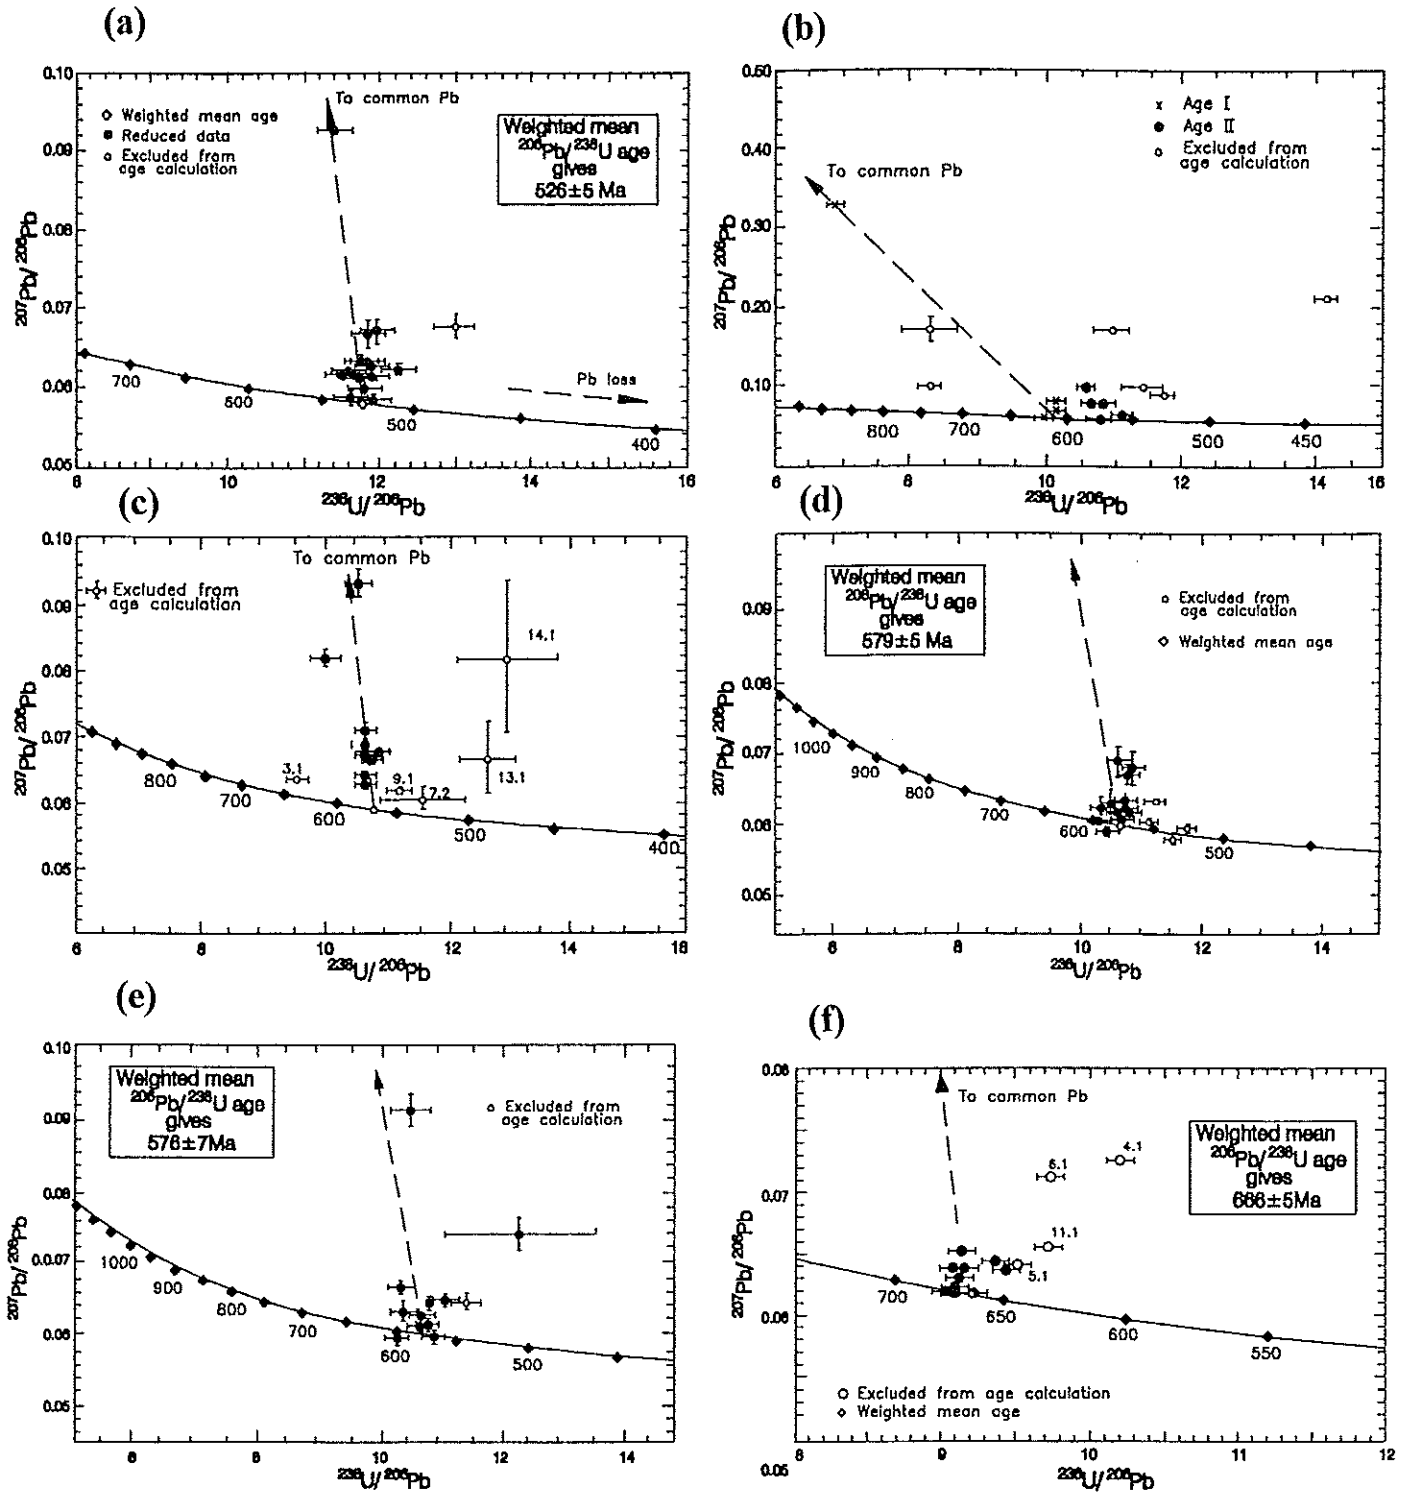 (a)
0.10
0.09
0.08
0.07
0.06
0.05
207Pb/ 206Pb
Weighted mean age
Reduced data
Excluded from
age calculation
To common Pb
Weighted mean
206Pb/238U age
gives
526±5 Ma
700
600
500
400
Pb loss
6
8
10
12
14
16
238U/ 206Pb
(b)
0.50
0.40
0.30
0.20
0.10
0.00
207Pb/ 206Pb
Age I
Age II
Excluded from
age calculation
To common Pb
800
700
600
500
450
6
8
10
12
14
16
238U/ 206Pb
(c)
0.10
0.09
0.08
0.07
0.06
0.05
207Pb/ 206Pb
Excluded from
age calculation
To common Pb
14.1
13.1
3.1
9.1
7.2
800
700
600
500
400
6
8
10
12
14
16
238U/ 206Pb
(d)
0.09
0.08
0.07
0.06
0.05
207Pb/ 206Pb
Weighted mean
206Pb/238U age
gives
579±5 Ma
Excluded from
age calculation
Weighted mean age
1000
900
800
700
600
500
6
8
10
12
14
238U/ 206Pb
(e)
0.10
0.09
0.08
0.07
0.06
0.05
207Pb/ 206Pb
Weighted mean
206Pb/238U age
gives
576±7Ma
Excluded from
age calculation
1000
900
800
700
600
500
6
8
10
12
14
238U/ 206Pb
(f)
0.08
0.07
0.06
0.05
207Pb/ 206Pb
To common Pb
4.1
6.1
11.1
5.1
Weighted mean
206Pb/238U age
gives
666±5Ma
700
650
600
550
Excluded from age calculation
Weighted mean age
8
9
10
11
12
238U/ 206Pb